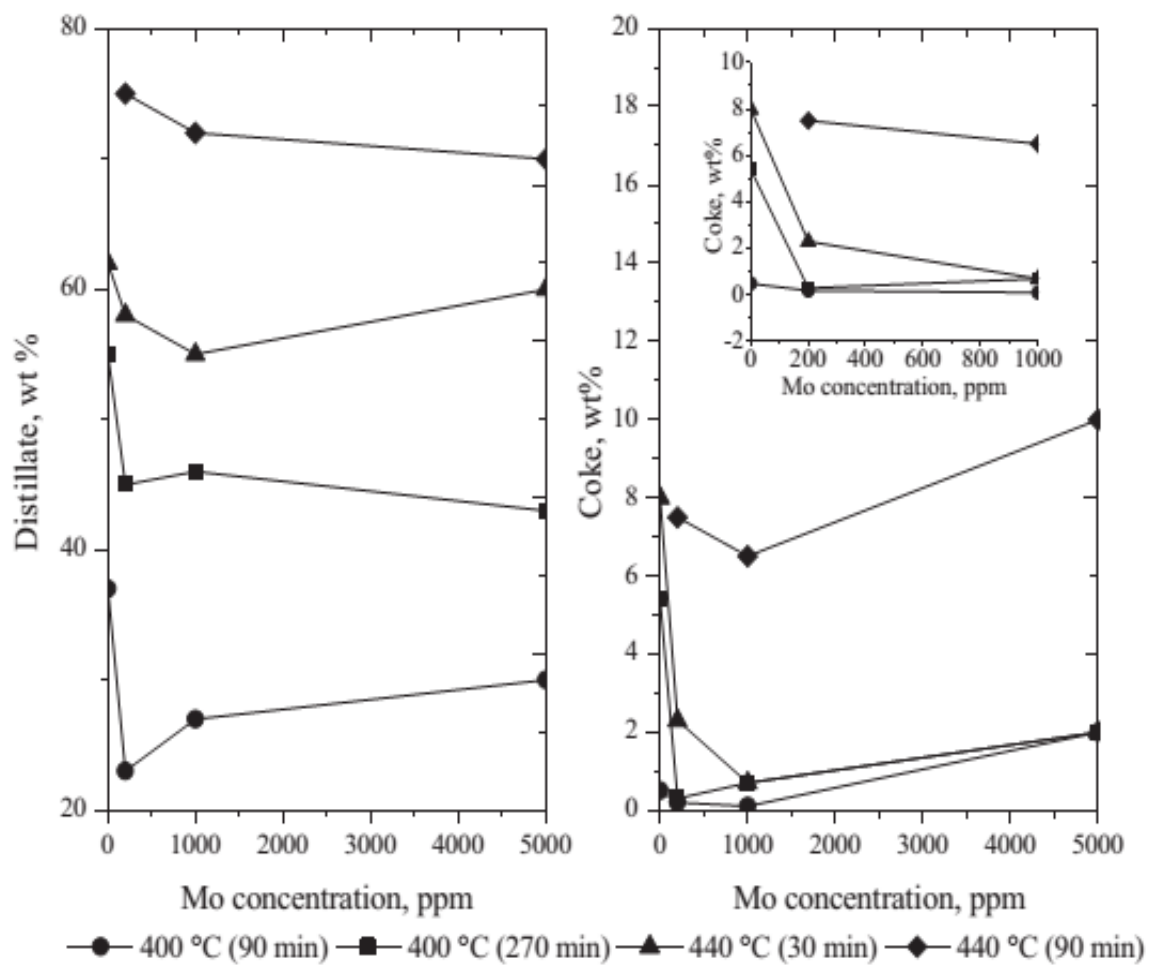 80
60
40
20
Distillate, wt %
0 1000 2000 3000 4000 5000
Mo concentration, ppm
20
18
16
14
12
10
8
6
4
2
0
Coke, wt%
0 1000 2000 3000 4000 5000
Mo concentration, ppm
10
8
6
4
2
0
-2
Coke, wt%
0 200 400 600 800 1000
Mo concentration, ppm
400 °C (90 min) 400 °C (270 min) 440 °C (30 min) 440 °C (90 min)